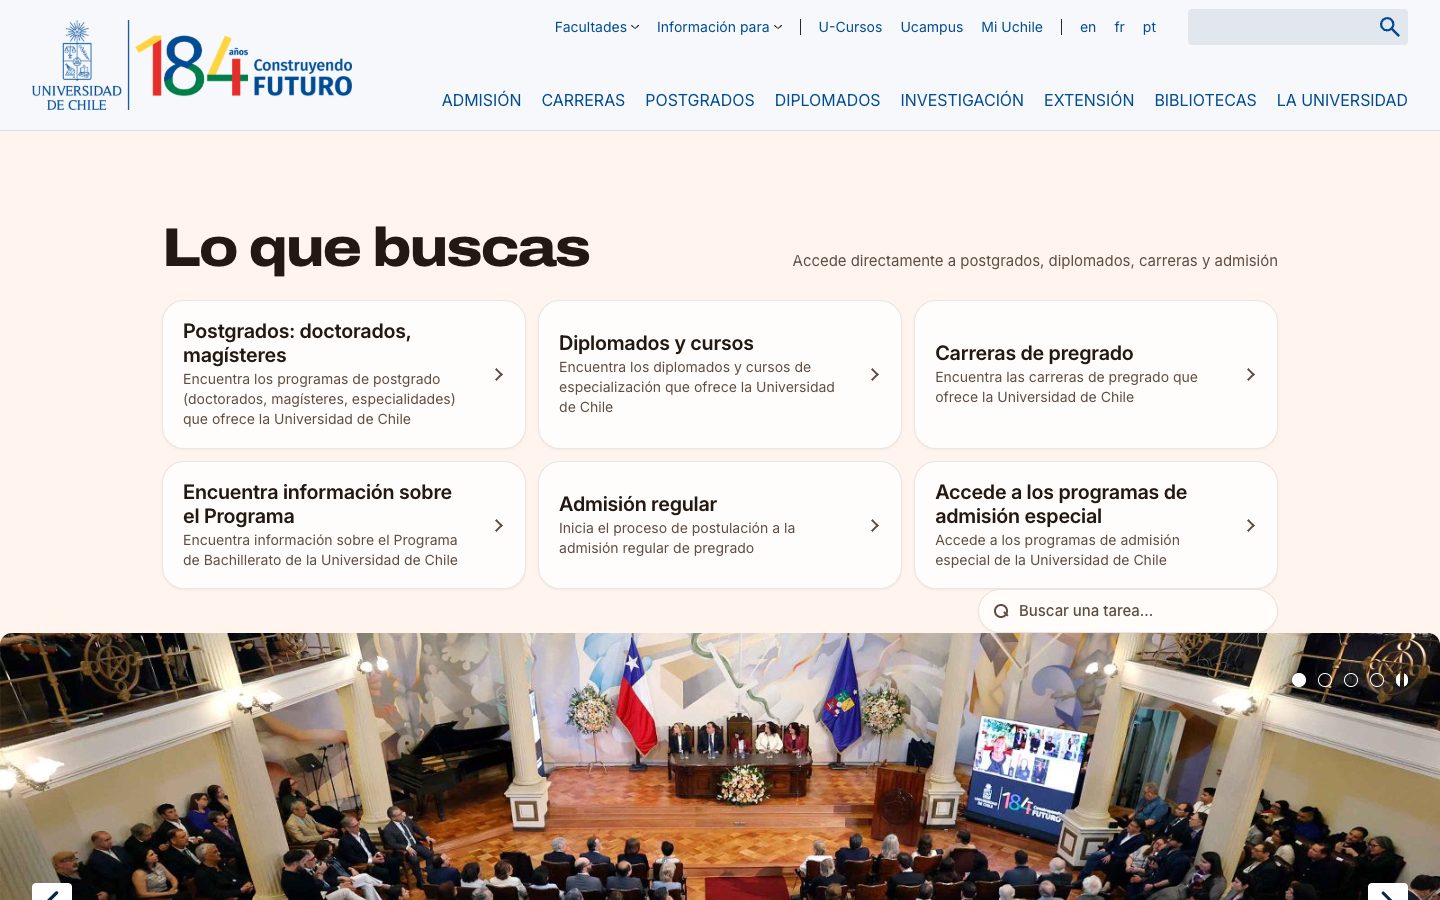 Facultades
Información para
U-Cursos
Ucampus
Mi Uchile
en
fr
pt
UNIVERSIDAD
DE CHILE
184 años
Construyendo
FUTURO
ADMISIÓN
CARRERAS
POSTGRADOS
DIPLOMADOS
INVESTIGACIÓN
EXTENSIÓN
BIBLIOTECAS
LA UNIVERSIDAD
Lo que buscas
Accede directamente a postgrados, diplomados, carreras y admisión
Postgrados: doctorados,
magísteres
Encuentra los programas de postgrado
(doctorados, magísteres, especialidades)
que ofrece la Universidad de Chile
Diplomados y cursos
Encuentra los diplomados y cursos de
especialización que ofrece la Universidad
de Chile
Carreras de pregrado
Encuentra las carreras de pregrado que
ofrece la Universidad de Chile
Encuentra información sobre
el Programa
Encuentra información sobre el Programa
de Bachillerato de la Universidad de Chile
Admisión regular
Inicia el proceso de postulación a la
admisión regular de pregrado
Accede a los programas de
admisión especial
Accede a los programas de admisión
especial de la Universidad de Chile
Buscar una tarea...
184
Construyendo
FUTURO